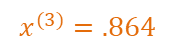 x⁽³⁾ = .864